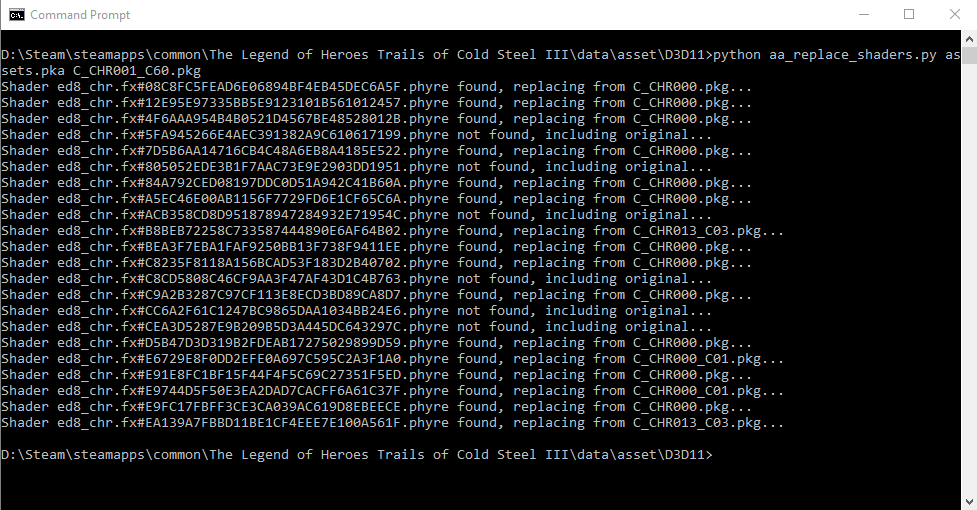 Command Prompt
D:\Steam\steamapps\common\The Legend of Heroes Trails of Cold Steel III\data\asset\D3D11>python aa_replace_shaders.py as
sets.pka C_CHR001_C60.pkg
Shader ed8_chr.fx#08C8FC5FEAD6E06894BF4EB45DEC6A5F.phyre found, replacing from C_CHR000.pkg...
Shader ed8_chr.fx#12E95E97335BB5E9123101B561012457.phyre found, replacing from C_CHR000.pkg...
Shader ed8_chr.fx#4F6AAA954B4B0521D4567BE48528012B.phyre found, replacing from C_CHR000.pkg...
Shader ed8_chr.fx#5FA945266E4AEC391382A9C610617199.phyre not found, including original...
Shader ed8_chr.fx#7D5B6AA14716CB4C48A6EB8A4185E522.phyre found, replacing from C_CHR000.pkg...
Shader ed8_chr.fx#805052EDE3B1F7AAC73E9E2903DD1951.phyre not found, including original...
Shader ed8_chr.fx#84A792CED08197DDC0D51A942C41B60A.phyre found, replacing from C_CHR000.pkg...
Shader ed8_chr.fx#A5EC46E00AB1156F7729FD6E1CF65C6A.phyre found, replacing from C_CHR000.pkg...
Shader ed8_chr.fx#ACB358CD8D951878947284932E71954C.phyre not found, including original...
Shader ed8_chr.fx#B8BEB72258C733587444890E6AF64B02.phyre found, replacing from C_CHR013_C03.pkg...
Shader ed8_chr.fx#BEA3F7EBA1FAF9250BB13F738F9411EE.phyre found, replacing from C_CHR000.pkg...
Shader ed8_chr.fx#C8235F8118A156BCAD53F183D2B40702.phyre found, replacing from C_CHR000.pkg...
Shader ed8_chr.fx#C8CD5808C46CF9AA3F47AF43D1C4B763.phyre not found, including original...
Shader ed8_chr.fx#C9A2B3287C97CF113E8ECD3BD89CA8D7.phyre found, replacing from C_CHR000.pkg...
Shader ed8_chr.fx#CC6A2F61C1247BC9865DAA1034BB24E6.phyre not found, including original...
Shader ed8_chr.fx#CEA3D5287E9B209B5D3A445DC643297C.phyre not found, including original...
Shader ed8_chr.fx#D5B47D3D319B2FDEAB17275029899D59.phyre found, replacing from C_CHR000.pkg...
Shader ed8_chr.fx#E6729E8F0DD2EFE0A697C595C2A3F1A0.phyre found, replacing from C_CHR000_C01.pkg...
Shader ed8_chr.fx#E91E8FC1BF15F44F4F5C69C27351F5ED.phyre found, replacing from C_CHR000.pkg...
Shader ed8_chr.fx#E9744D5F50E3EA2DAD7CACFF6A61C37F.phyre found, replacing from C_CHR000_C01.pkg...
Shader ed8_chr.fx#E9FC17FBFF3CE3CA039AC619D8EBEECE.phyre found, replacing from C_CHR000.pkg...
Shader ed8_chr.fx#EA139A7FBBD11BE1CF4EEE7E100A561F.phyre found, replacing from C_CHR013_C03.pkg...
D:\Steam\steamapps\common\The Legend of Heroes Trails of Cold Steel III\data\asset\D3D11>